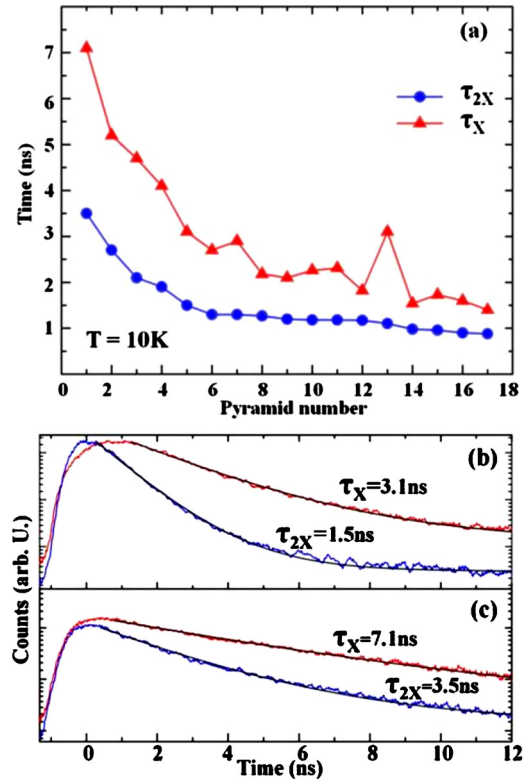 (a)
7
6
5
4
3
2
1
Time (ns)
τ2X
τX
T = 10K
0 2 4 6 8 10 12 14 16 18
Pyramid number
(b)
τX=3.1ns
τ2X=1.5ns
Counts (arb. U.)
(c)
τX=7.1ns
τ2X=3.5ns
0 2 4 6 8 10 12
Time (ns)